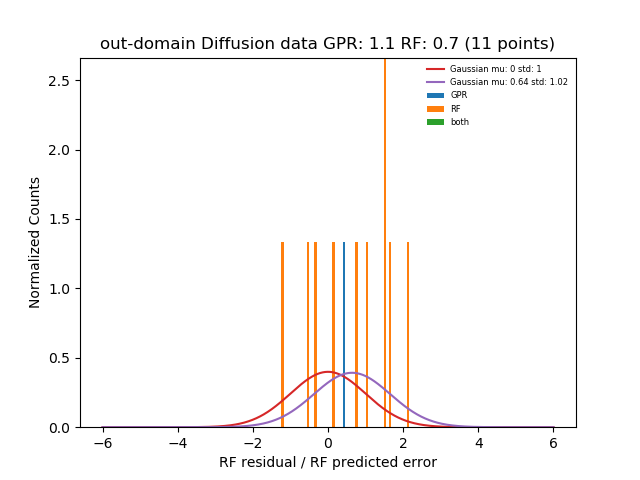 out-domain Diffusion data GPR: 1.1 RF: 0.7 (11 points)
Gaussian mu: 0 std: 1
Gaussian mu: 0.64 std: 1.02
GPR
RF
both
Normalized Counts
2.5
2.0
1.5
1.0
0.5
0.0
−6 −4 −2 0 2 4 6
RF residual / RF predicted error